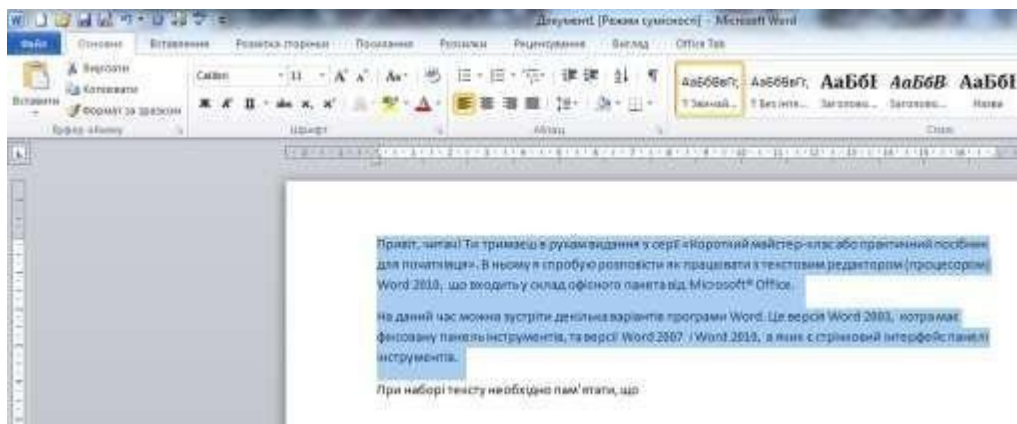 Документ1 [Режим сумісності] - Microsoft Word
Файл Основне Вставлення Розмітка сторінки Посилання Розсилки Рецензування Вигляд Office Tab
Вирізати
Копіювати
Вставити
Формат за зразком
Calibri 11
АаБбВвГг, АаБбВвГг, АаБбІ АаБбВ АаБбІ
Буфер обміну Шрифт Абзац Стилі
Привіт, читач! Ти тримаєш в руках видання у серії «Короткий майстер-клас або практичний посібник
для початківця». В ньому я спробую розповісти як працювати з текстовим редактором (процесором)
Word 2010, що входить у склад офісного пакета від Microsoft® Office.
На даний час можна зустріти декілька варіантів програми Word. Це версія Word 2003, котра має
фіксовану панель інструментів, та версії Word 2007 і Word 2010, в яких є стрічковий інтерфейс панелі
інструментів.
При наборі тексту необхідно пам'ятати, що